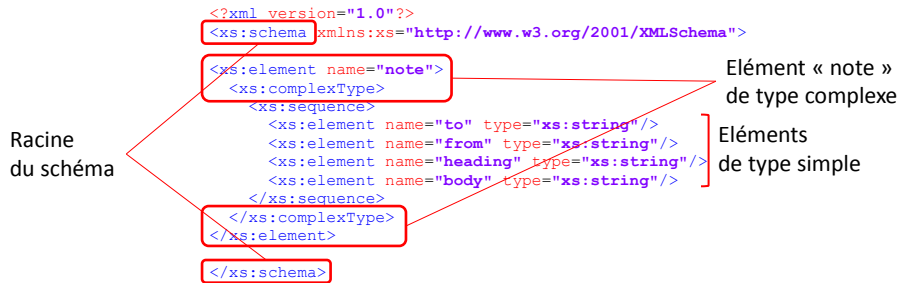 <?xml version="1.0"?>
<xs:schema xmlns:xs="http://www.w3.org/2001/XMLSchema">
<xs:element name="note">
<xs:complexType>
<xs:sequence>
<xs:element name="to" type="xs:string"/>
<xs:element name="from" type="xs:string"/>
<xs:element name="heading" type="xs:string"/>
<xs:element name="body" type="xs:string"/>
</xs:sequence>
</xs:complexType>
</xs:element>
</xs:schema>
Racine
du schéma
Elément « note »
de type complexe
Eléments
de type simple